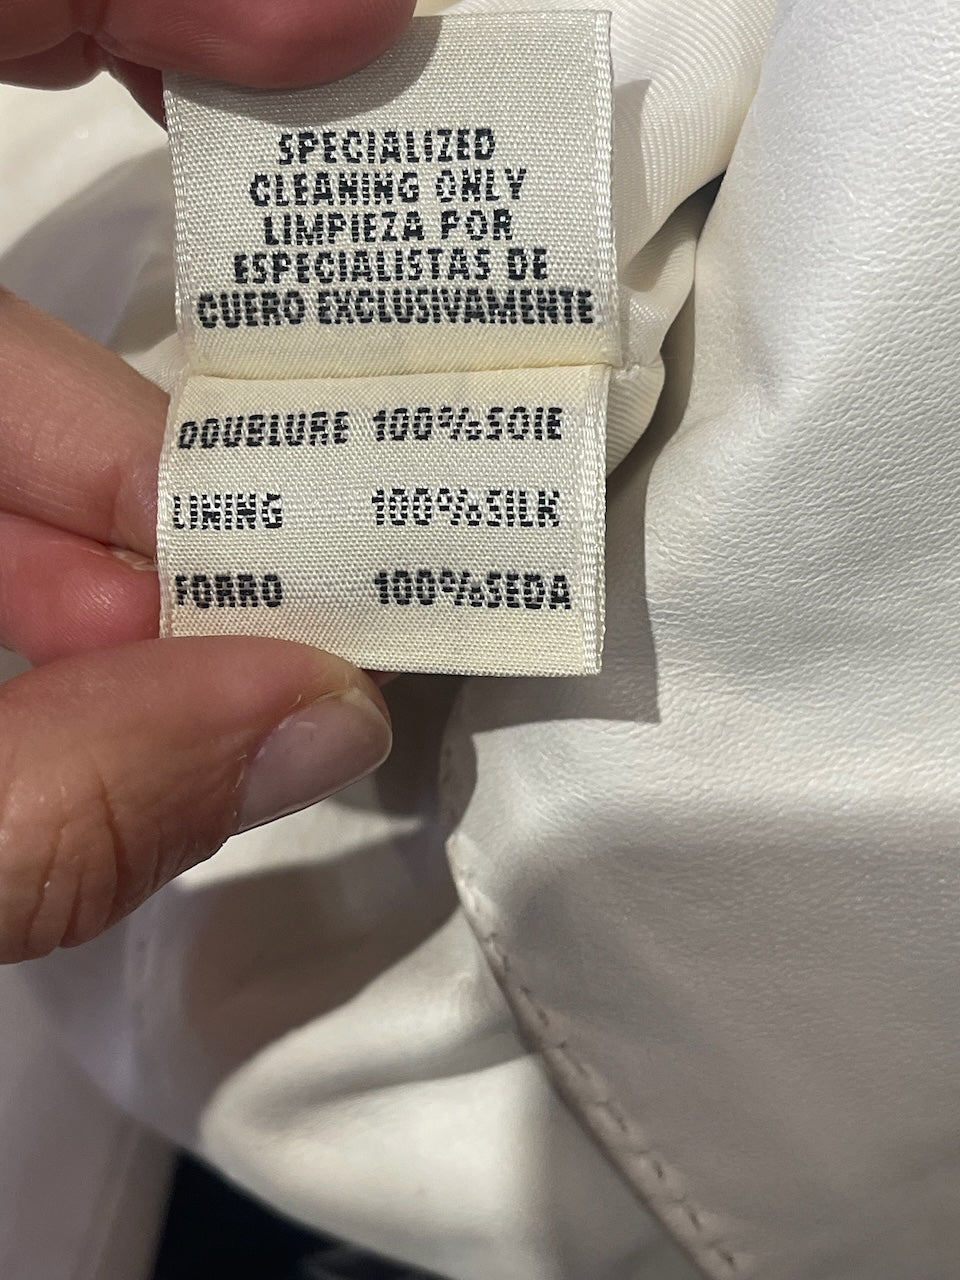 SPECIALIZED
CLEANING ONLY
LIMPIEZA POR
ESPECIALISTAS DE
CUERO EXCLUSIVAMENTE
DOUBLURE 100%SOIE
LINING 100%SILK
FORRO 100%SEDA